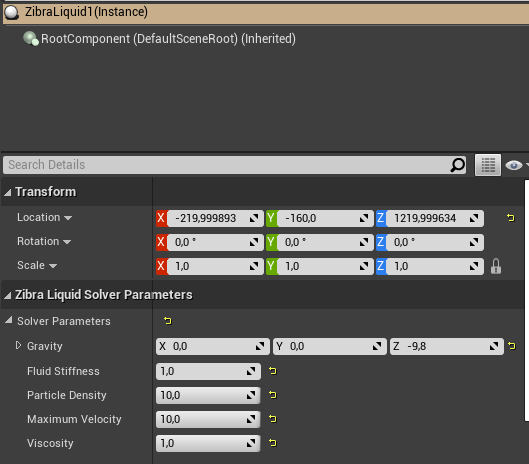 ZibraLiquid1(Instance)
RootComponent (DefaultSceneRoot) (Inherited)
Search Details
Transform
Location X -219,999893 Y -160,0 Z 1219,999634
Rotation X 0,0 ° Y 0,0 ° Z 0,0 °
Scale X 1,0 Y 1,0 Z 1,0
Zibra Liquid Solver Parameters
Solver Parameters
Gravity X 0,0 Y 0,0 Z -9,8
Fluid Stiffness 1,0
Particle Density 10,0
Maximum Velocity 10,0
Viscosity 1,0